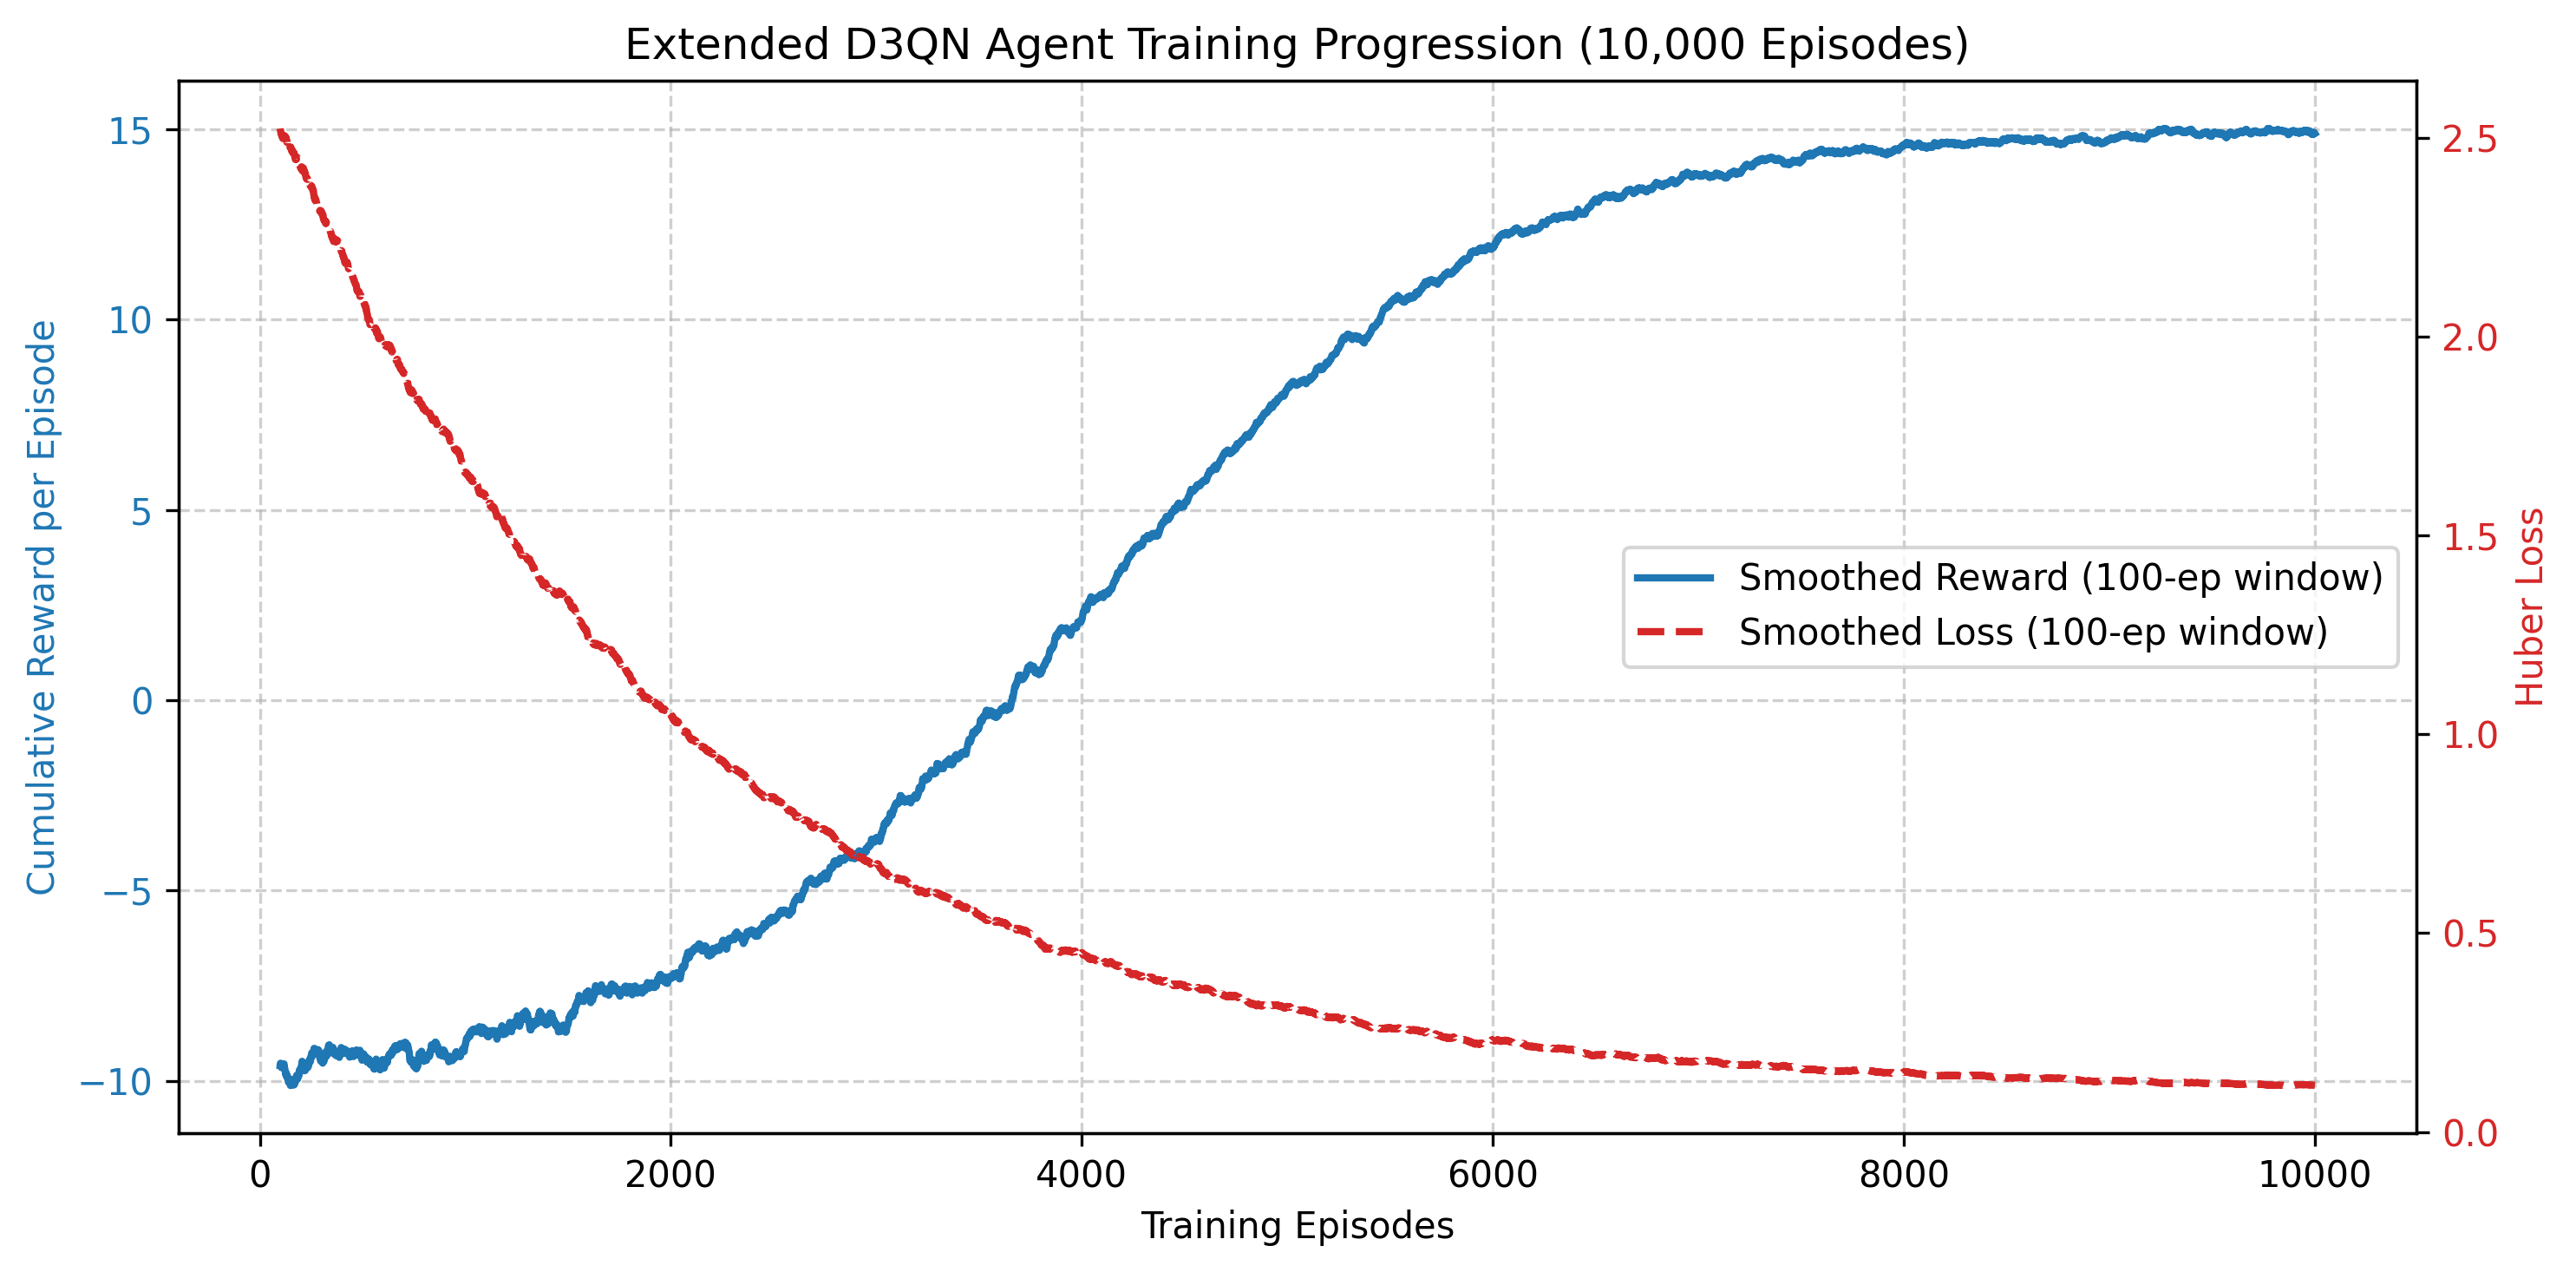 Extended D3QN Agent Training Progression (10,000 Episodes)
Cumulative Reward per Episode
15
10
5
0
−5
−10
Smoothed Reward (100-ep window)
Smoothed Loss (100-ep window)
2.5
2.0
1.5
1.0
0.5
0.0
Huber Loss
0 2000 4000 6000 8000 10000
Training Episodes